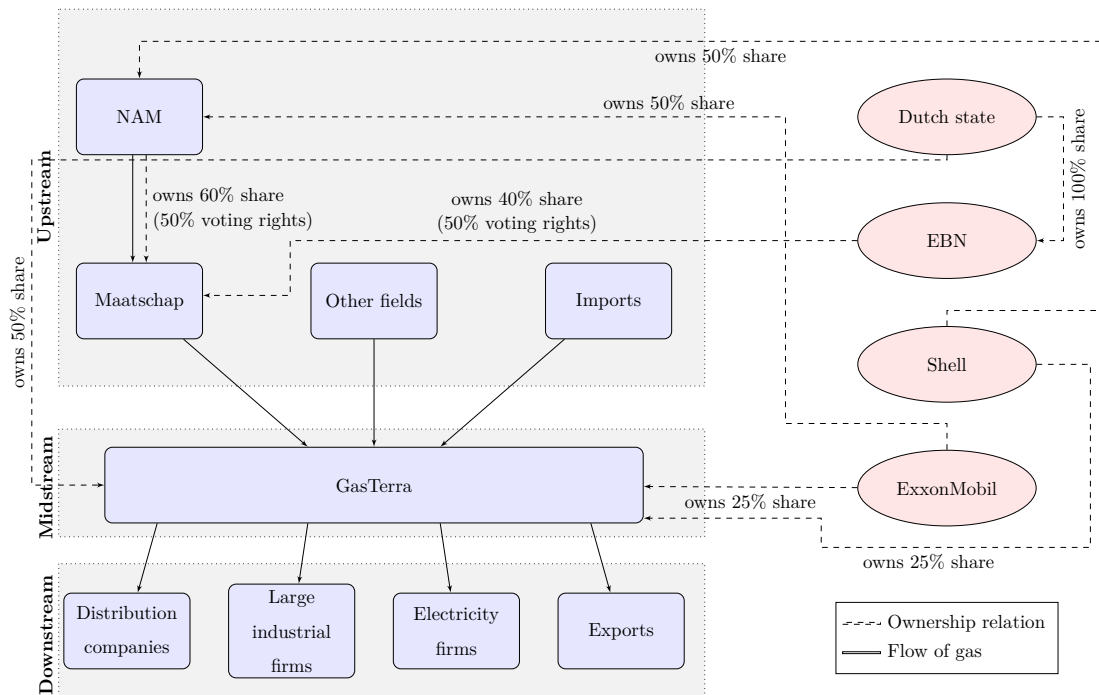 owns 50% share
NAM
owns 50% share
Dutch state
owns 100% share
Upstream
owns 60% share
(50% voting rights)
owns 40% share
(50% voting rights)
EBN
Maatschap
Other fields
Imports
owns 50% share
Shell
Midstream
GasTerra
ExxonMobil
owns 25% share
owns 25% share
Downstream
Distribution
companies
Large
industrial
firms
Electricity
firms
Exports
Ownership relation
Flow of gas